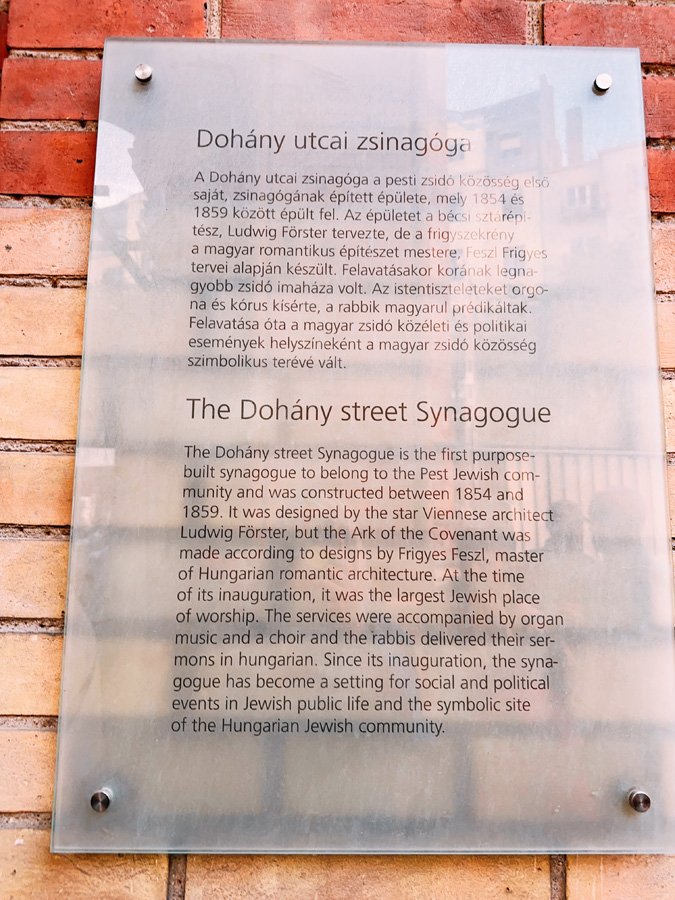 Dohány utcai zsinagóga
A Dohány utcai zsinagóga a pesti zsidó közösség első
saját, zsinagógának épített épülete, mely 1854 és
1859 között épült fel. Az épületet a bécsi sztárépí-
tész, Ludwig Förster tervezte, de a frigyszekrény
a magyar romantikus építészet mestere, Feszl Frigyes
tervei alapján készült. Felavatásakor korának legna-
gyobb zsidó imaháza volt. Az istentiszteleteket orgo-
na és kórus kísérte, a rabbik magyarul prédikáltak.
Felavatása óta a magyar zsidó közéleti és politikai
események helyszíneként a magyar zsidó közösség
szimbolikus terévé vált.
The Dohány street Synagogue
The Dohány street Synagogue is the first purpose-
built synagogue to belong to the Pest Jewish com-
munity and was constructed between 1854 and
1859. It was designed by the star Viennese architect
Ludwig Förster, but the Ark of the Covenant was
made according to designs by Frigyes Feszl, master
of Hungarian romantic architecture. At the time
of its inauguration, it was the largest Jewish place
of worship. The services were accompanied by organ
music and a choir and the rabbis delivered their ser-
mons in hungarian. Since its inauguration, the syna-
gogue has become a setting for social and political
events in Jewish public life and the symbolic site
of the Hungarian Jewish community.